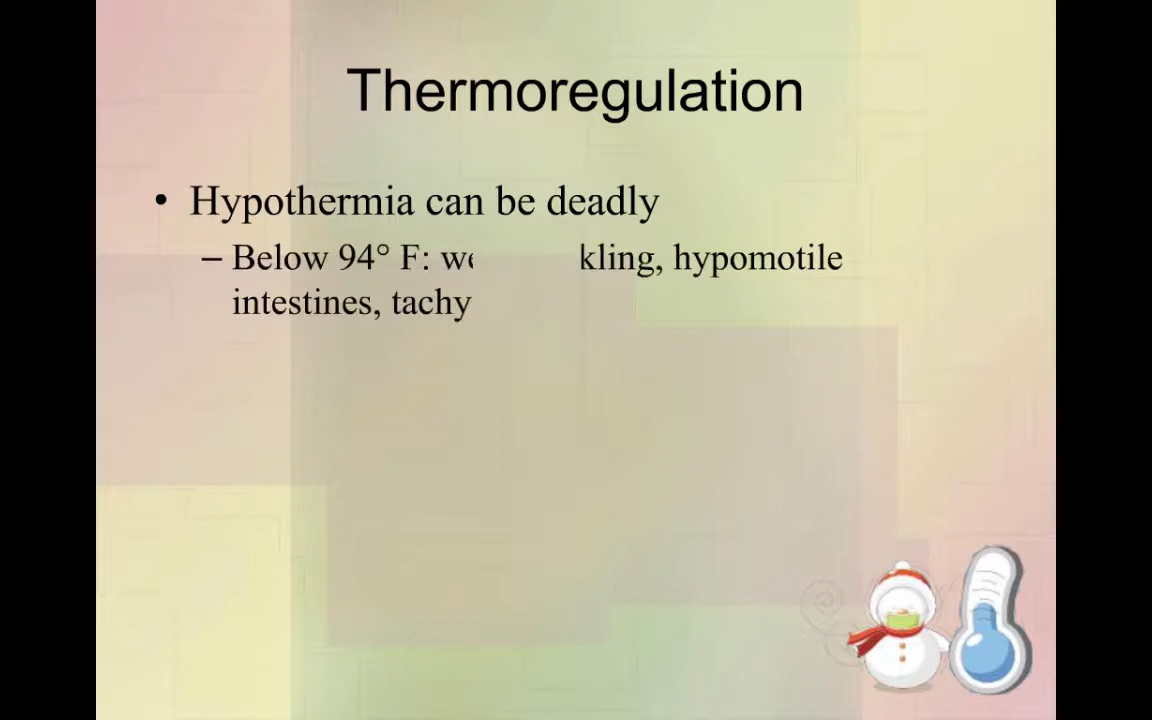 Thermoregulation
• Hypothermia can be deadly
– Below 94° F: hypomotile
intestines,